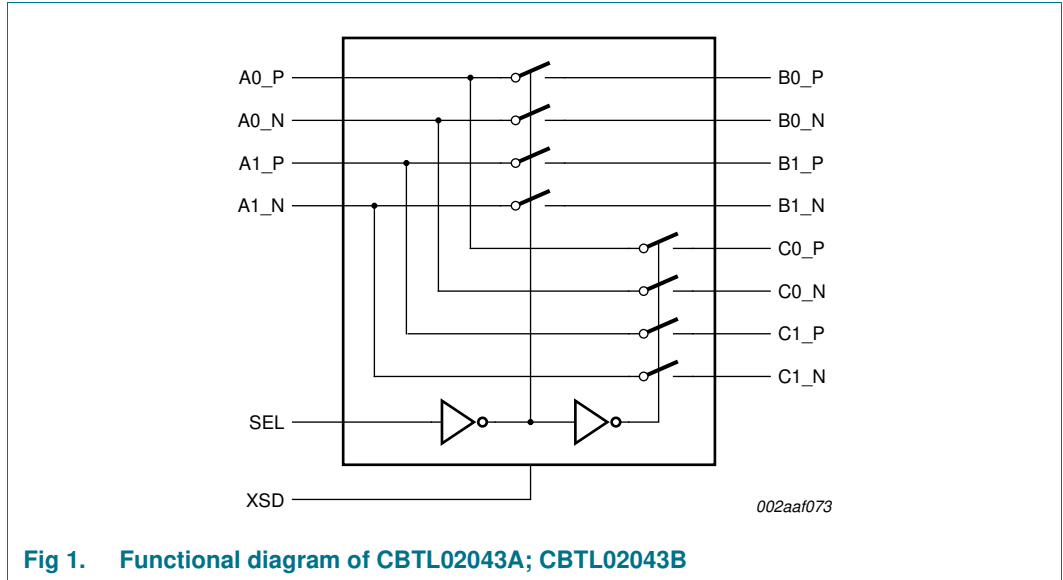 A0_P
B0_P
A0_N
B0_N
A1_P
B1_P
A1_N
B1_N
C0_P
C0_N
C1_P
C1_N
SEL
XSD
002aaf073
Fig 1. Functional diagram of CBTL02043A; CBTL02043B